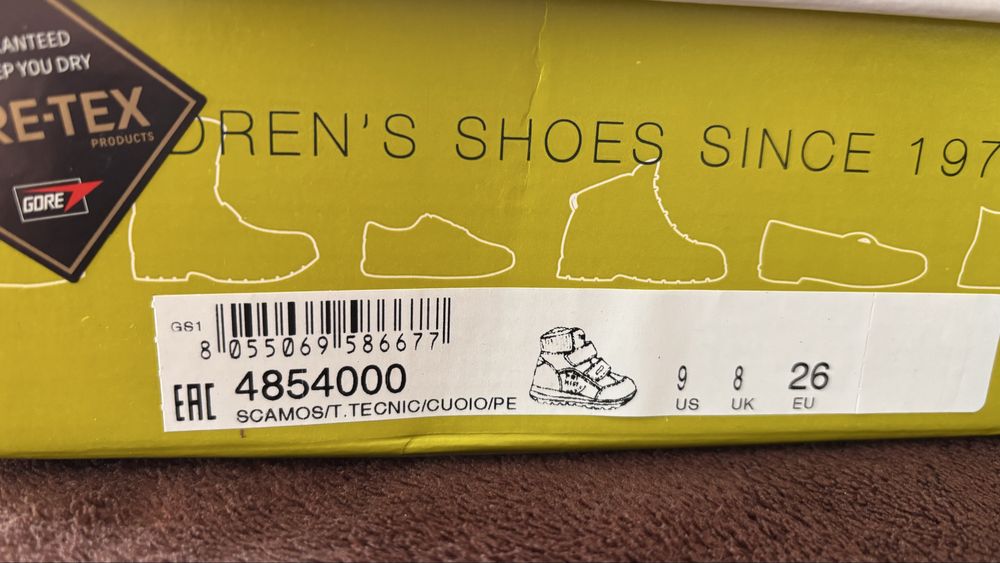 ANTEED
EP YOU DRY
RE-TEX
PRODUCTS
GORE
DREN'S SHOES SINCE 197
GS1
8 055069 586677
EAC 4854000
SCAMOS/T.TECNIC/CUOIO/PE
9 8 26
US UK EU